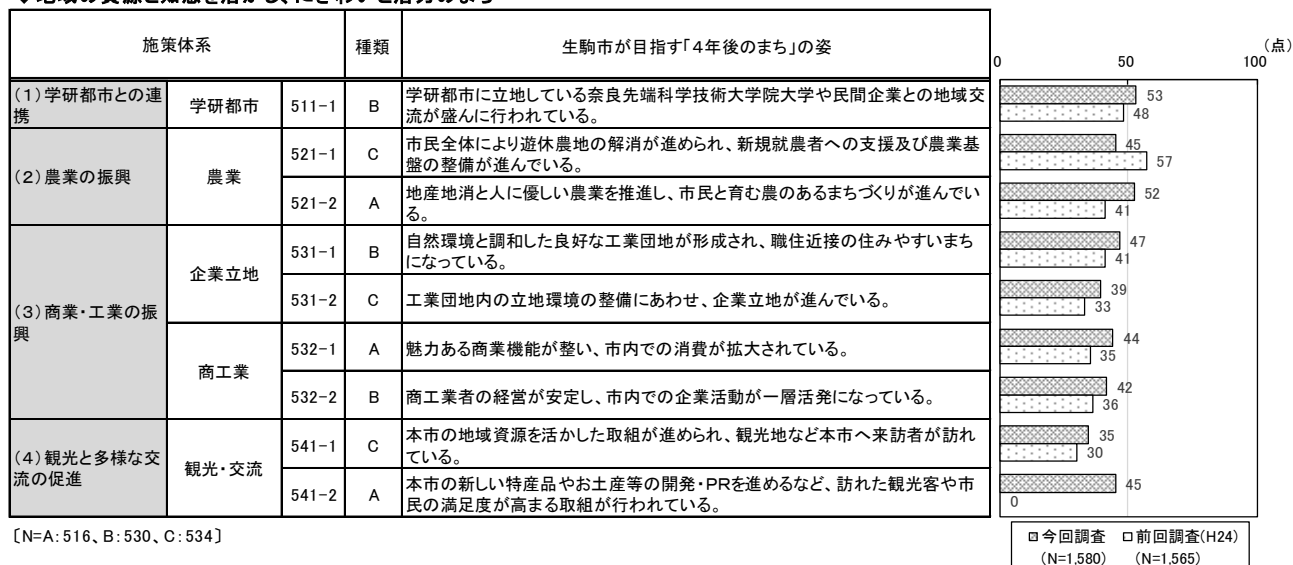 施策体系 種類 生駒市が目指す「4年後のまち」の姿
(点)
0 50 100
(1)学研都市との連携 学研都市 511-1 B 学研都市に立地している奈良先端科学技術大学院大学や民間企業との地域交流が盛んに行われている。 53 48
(2)農業の振興 農業 521-1 C 市民全体により遊休農地の解消が進められ、新規就農者への支援及び農業基盤の整備が進んでいる。 45 57
521-2 A 地産地消と人に優しい農業を推進し、市民と育む農のあるまちづくりが進んでいる。 52 41
(3)商業・工業の振興 企業立地 531-1 B 自然環境と調和した良好な工業団地が形成され、職住近接の住みやすいまちになっている。 47 41
531-2 C 工業団地内の立地環境の整備にあわせ、企業立地が進んでいる。 39 33
商工業 532-1 A 魅力ある商業機能が整い、市内での消費が拡大されている。 44 35
532-2 B 商工業者の経営が安定し、市内での企業活動が一層活発になっている。 42 36
(4)観光と多様な交流の促進 観光・交流 541-1 C 本市の地域資源を活かした取組が進められ、観光地など本市へ来訪者が訪れている。 35 30
541-2 A 本市の新しい特産品やお土産等の開発・PRを進めるなど、訪れた観光客や市民の満足度が高まる取組が行われている。 45 0
〔N=A:516、B:530、C:534〕
今回調査 前回調査(H24)
(N=1,580) (N=1,565)